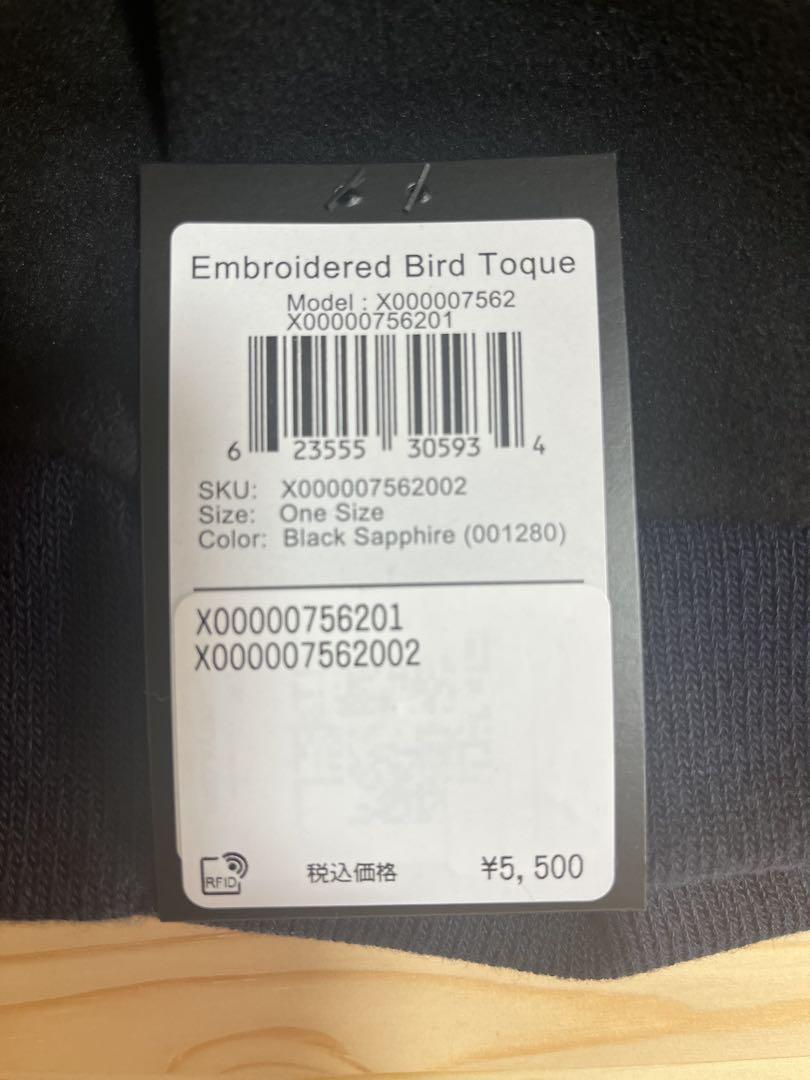 Embroidered Bird Toque
Model : X000007562
X00000756201
6 23555 30593 4
SKU: X000007562002
Size: One Size
Color: Black Sapphire (001280)
X00000756201
X000007562002
RFID 税込価格 ¥5,500